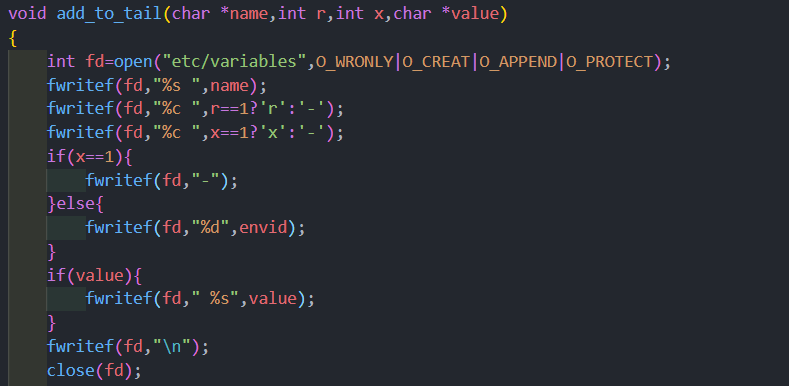 void add_to_tail(char *name,int r,int x,char *value)
{
    int fd=open("etc/variables",O_WRONLY|O_CREAT|O_APPEND|O_PROTECT);
    fwritef(fd,"%s ",name);
    fwritef(fd,"%c ",r==1?'r':'-');
    fwritef(fd,"%c ",x==1?'x':'-');
    if(x==1){
        fwritef(fd,"-");
    }else{
        fwritef(fd,"%d",envid);
    }
    if(value){
        fwritef(fd," %s",value);
    }
    fwritef(fd,"\n");
    close(fd);